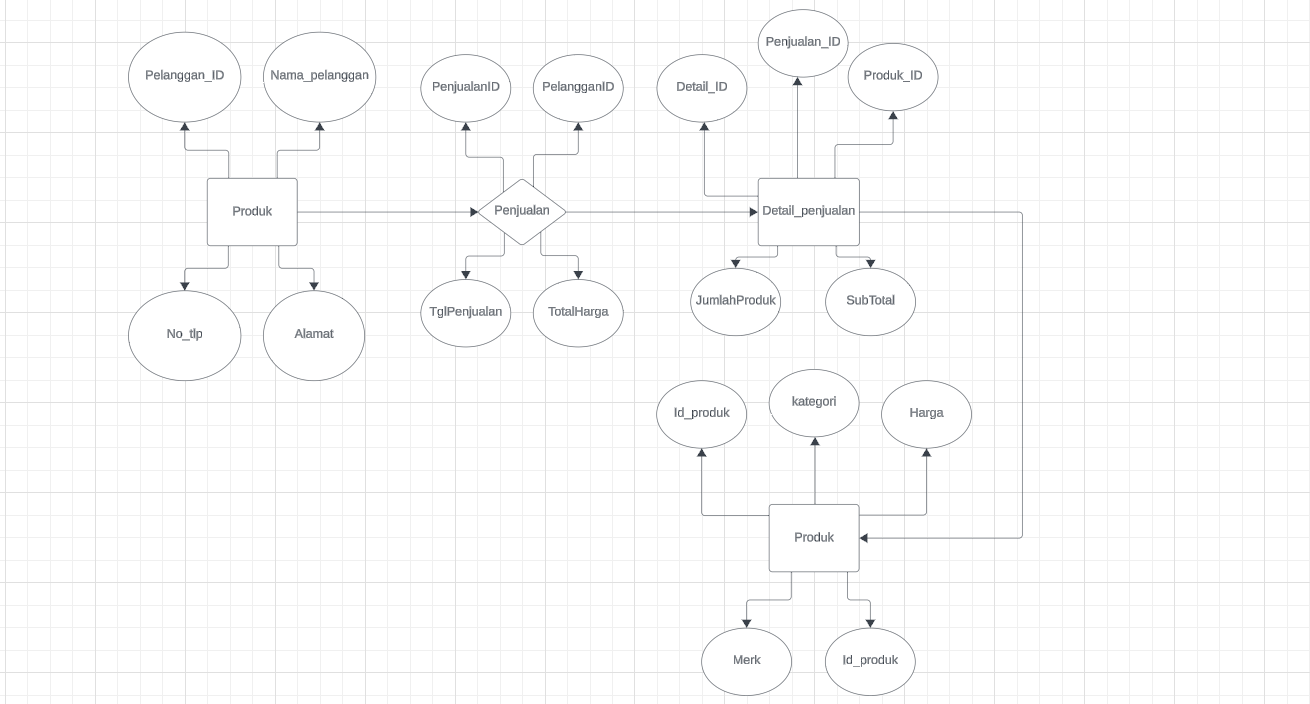 Pelanggan_ID
Nama_pelanggan
Produk
No_tlp
Alamat
PenjualanID
PelangganID
Penjualan
TglPenjualan
TotalHarga
Detail_ID
Penjualan_ID
Produk_ID
Detail_penjualan
JumlahProduk
SubTotal
Id_produk
kategori
Harga
Produk
Merk
Id_produk